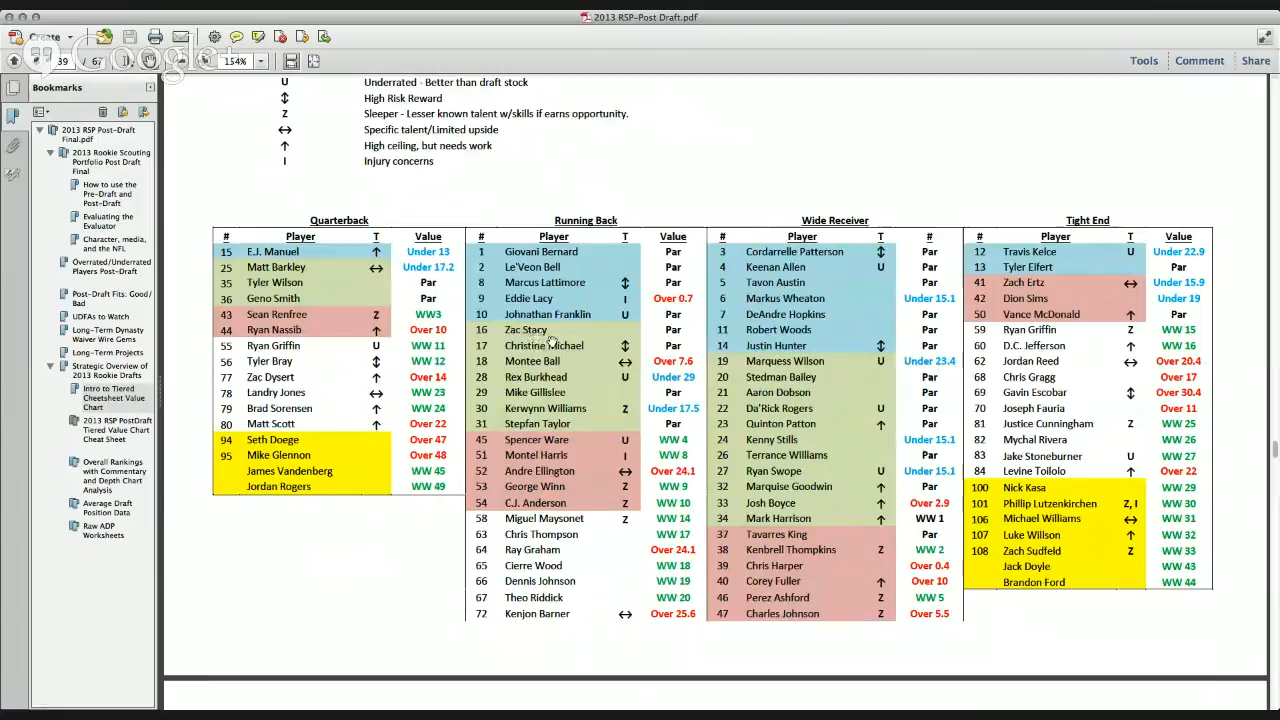 2013 RSP-Post Draft.pdf
Create
Google+
39 / 6
154%
Tools Comment Share
Bookmarks
2013 RSP Post-Draft
Final.pdf
2013 Rookie Scouting
Portfolio Post Draft
Final
How to use the
Pre-Draft and
Post-Draft
Evaluating the
Evaluator
Character, media,
and the NFL
Overrated/Underrated
Players Post-Draft
Post-Draft Fits: Good/
Bad
UDFAs to Watch
Long-Term Dynasty
Waiver Wire Gems
Long-Term Projects
Strategic Overview of
2013 Rookie Drafts
Intro to Tiered
Cheetsheet Value
Chart
2013 RSP PostDraft
Tiered Value Chart
Cheat Sheet
Overall Rankings
with Commentary
and Depth Chart
Analysis
Average Draft
Position Data
Raw ADP
Worksheets
U Underrated - Better than draft stock
↕ High Risk Reward
Z Sleeper - Lesser known talent w/skills if earns opportunity.
↔ Specific talent/Limited upside
↑ High ceiling, but needs work
I Injury concerns
Quarterback
# Player T Value
15 E.J. Manuel ↑ Under 13
25 Matt Barkley ↔ Under 17.2
35 Tyler Wilson Par
36 Geno Smith Par
43 Sean Renfree Z WW3
44 Ryan Nassib ↑ Over 10
55 Ryan Griffin U WW 11
56 Tyler Bray ↕ WW 12
77 Zac Dysert ↑ Over 14
78 Landry Jones ↔ WW 23
79 Brad Sorensen ↑ WW 24
80 Matt Scott ↑ Over 22
94 Seth Doege Over 47
95 Mike Glennon Over 48
James Vandenberg WW 45
Jordan Rogers WW 49
Running Back
# Player T Value
1 Giovani Bernard Par
2 Le'Veon Bell Par
8 Marcus Lattimore ↕ Par
9 Eddie Lacy I Over 0.7
10 Johnathan Franklin U Par
16 Zac Stacy Par
17 Christine Michael ↕ Par
18 Montee Ball ↔ Over 7.6
28 Rex Burkhead U Under 29
29 Mike Gillislee Par
30 Kerwynn Williams Z Under 17.5
31 Stepfan Taylor Par
45 Spencer Ware U WW 4
51 Montel Harris I WW 8
52 Andre Ellington ↔ Over 24.1
53 George Winn Z WW 9
54 C.J. Anderson Z WW 10
58 Miguel Maysonet Z WW 14
63 Chris Thompson WW 17
64 Ray Graham Over 24.1
65 Cierre Wood WW 18
66 Dennis Johnson WW 19
67 Theo Riddick WW 20
72 Kenjon Barner ↔ Over 25.6
Wide Receiver
# Player T #
3 Cordarrelle Patterson ↕ Par
4 Keenan Allen U Par
5 Tavon Austin Par
6 Markus Wheaton Under 15.1
7 DeAndre Hopkins Par
11 Robert Woods Par
14 Justin Hunter ↕ Par
19 Marquess Wilson U Under 23.4
20 Stedman Bailey Par
21 Aaron Dobson Par
22 Da'Rick Rogers U Par
23 Quinton Patton ↑ Par
24 Kenny Stills Under 15.1
26 Terrance Williams Par
27 Ryan Swope U Under 15.1
32 Marquise Goodwin ↑ Par
33 Josh Boyce ↑ Over 2.9
34 Mark Harrison ↑ WW 1
37 Tavarres King Par
38 Kenbrell Thompkins Z WW 2
39 Chris Harper Over 0.4
40 Corey Fuller ↑ Over 10
46 Perez Ashford Z WW 5
47 Charles Johnson Z Over 5.5
Tight End
# Player T Value
12 Travis Kelce U Under 22.9
13 Tyler Eifert Par
41 Zach Ertz ↔ Under 15.9
42 Dion Sims Under 19
50 Vance McDonald ↑ Par
59 Ryan Griffin Z WW 15
60 D.C. Jefferson ↑ WW 16
62 Jordan Reed ↔ Over 20.4
68 Chris Gragg Over 17
69 Gavin Escobar ↕ Over 30.4
70 Joseph Fauria Over 11
81 Justice Cunningham Z WW 25
82 Mychal Rivera WW 26
83 Jake Stoneburner U WW 27
84 Levine Toilolo ↑ Over 22
100 Nick Kasa WW 29
101 Phillip Lutzenkirchen Z, I WW 30
106 Michael Williams ↔ WW 31
107 Luke Willson ↑ WW 32
108 Zach Sudfeld Z WW 33
Jack Doyle WW 43
Brandon Ford WW 44